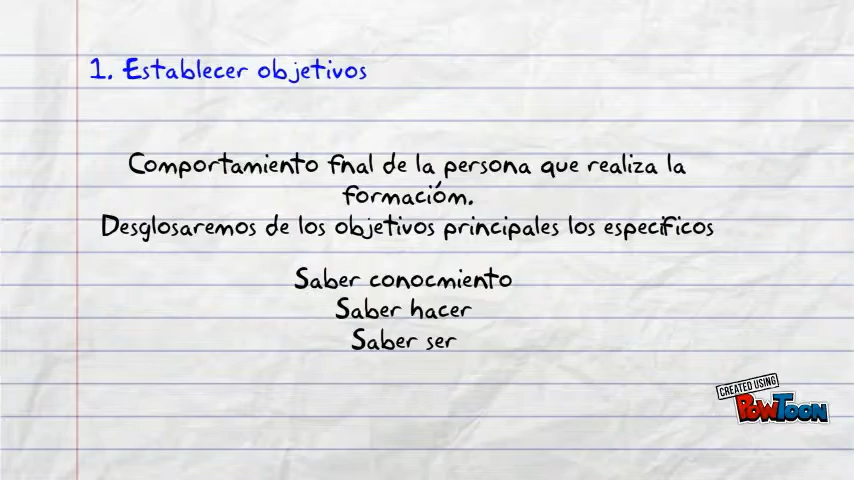 1. Establecer objetivos
Comportamiento fnal de la persona que realiza la
formacióm.
Desglosaremos de los objetivos principales los especificos
Saber conocmiento
Saber hacer
Saber ser
CREATED USING
POWTOON